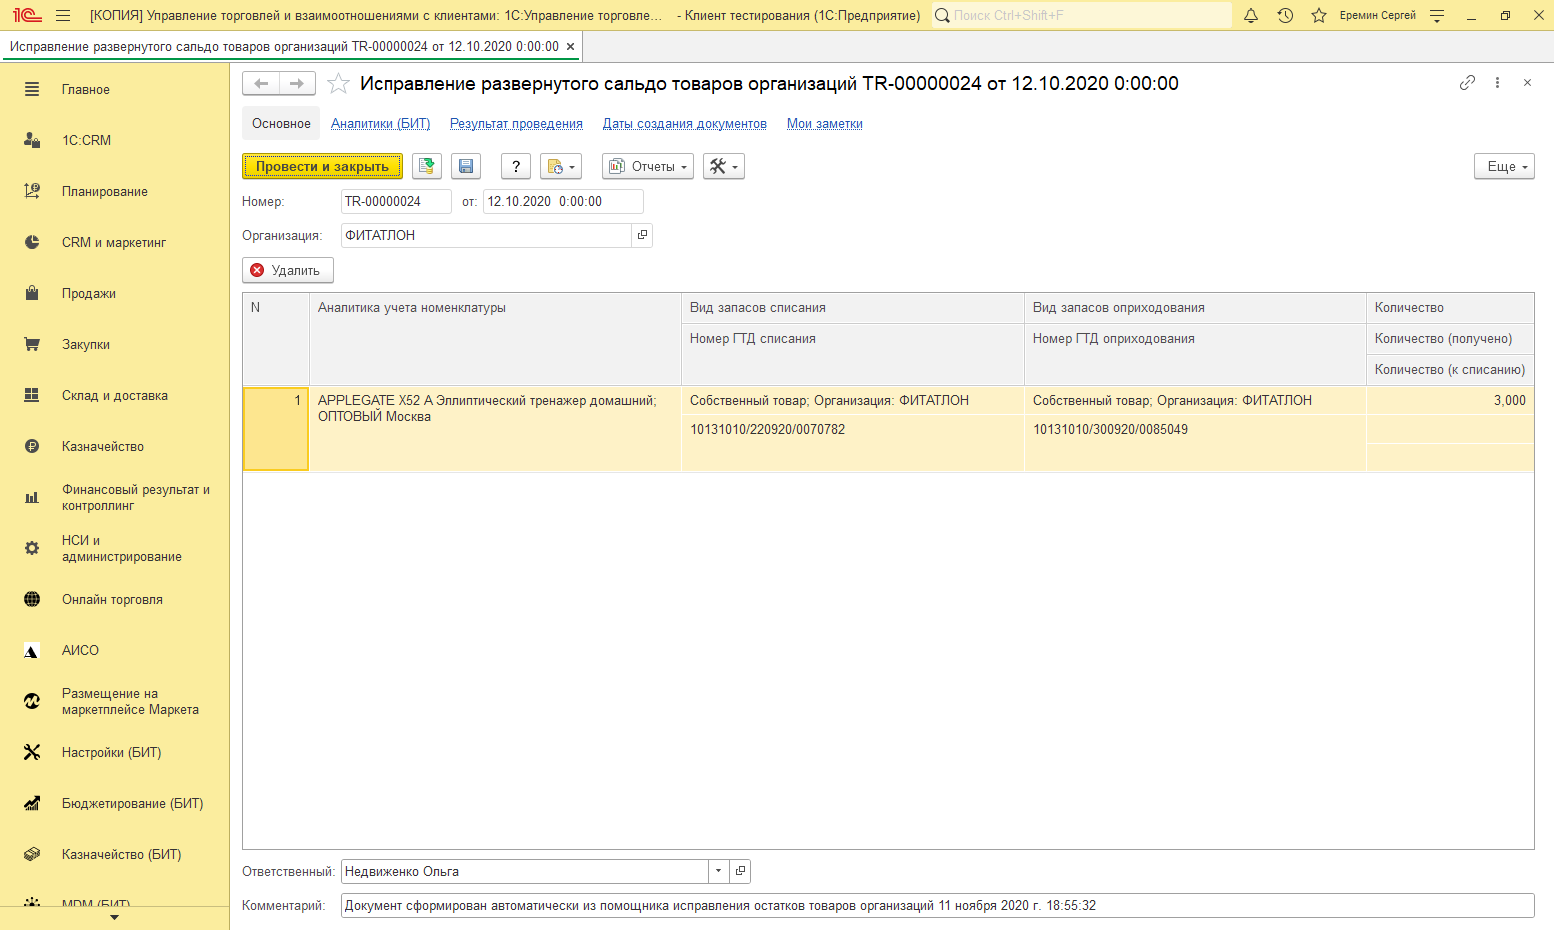 [КОПИЯ] Управление торговлей и взаимоотношениями с клиентами: 1С:Управление торговле... - Клиент тестирования (1С:Предприятие)
Поиск Ctrl+Shift+F
Еремин Сергей
Исправление развернутого сальдо товаров организаций TR-00000024 от 12.10.2020 0:00:00 ×
Главное
1C:CRM
Планирование
CRM и маркетинг
Продажи
Закупки
Склад и доставка
Казначейство
Финансовый результат и
контроллинг
НСИ и
администрирование
Онлайн торговля
АИСО
Размещение на
маркетплейсе Маркета
Настройки (БИТ)
Бюджетирование (БИТ)
Казначейство (БИТ)
MDM (БИТ)
Исправление развернутого сальдо товаров организаций TR-00000024 от 12.10.2020 0:00:00
Основное Аналитики (БИТ) Результат проведения Даты создания документов Мои заметки
Провести и закрыть ? Отчеты Еще
Номер: TR-00000024 от: 12.10.2020 0:00:00
Организация: ФИТАТЛОН
Удалить
N Аналитика учета номенклатуры Вид запасов списания Вид запасов оприходования Количество
Номер ГТД списания Номер ГТД оприходования Количество (получено)
Количество (к списанию)
1 APPLEGATE X52 A Эллиптический тренажер домашний; Собственный товар; Организация: ФИТАТЛОН Собственный товар; Организация: ФИТАТЛОН 3,000
ОПТОВЫЙ Москва
10131010/220920/0070782 10131010/300920/0085049
Ответственный: Недвиженко Ольга
Комментарий: Документ сформирован автоматически из помощника исправления остатков товаров организаций 11 ноября 2020 г. 18:55:32